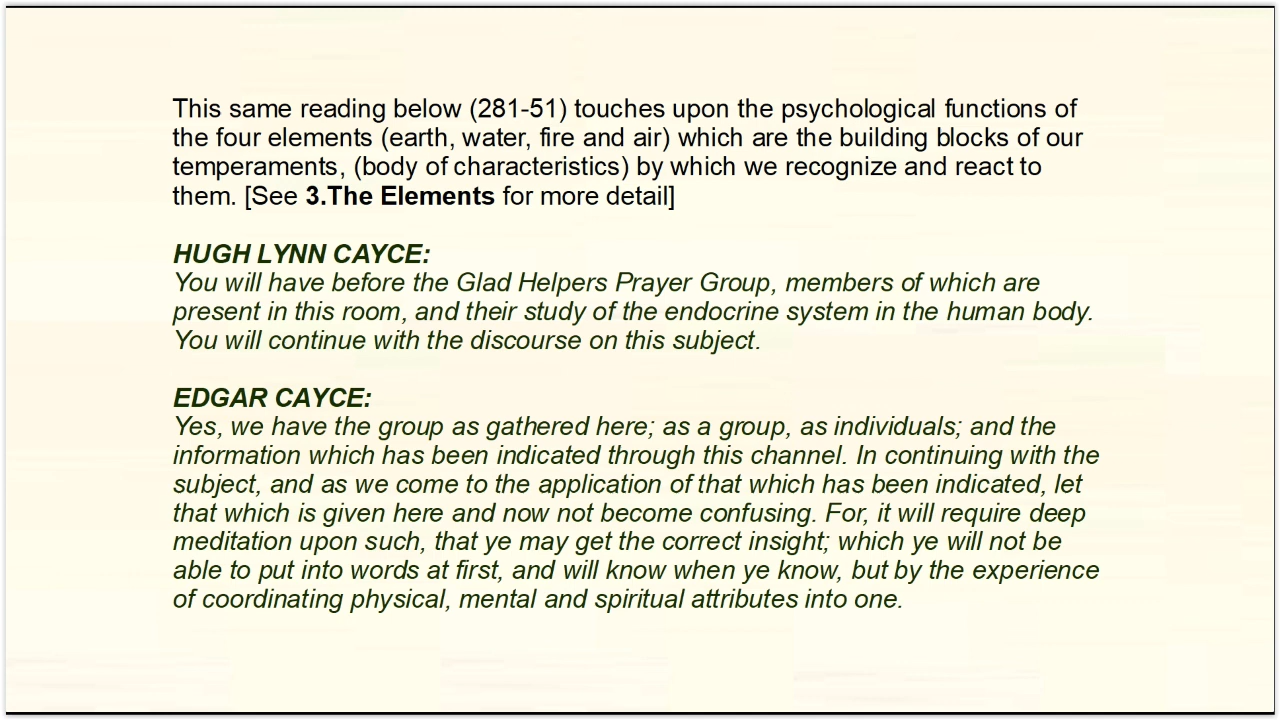 This same reading below (281-51) touches upon the psychological functions of
the four elements (earth, water, fire and air) which are the building blocks of our
temperaments, (body of characteristics) by which we recognize and react to
them. [See 3.The Elements for more detail]
HUGH LYNN CAYCE:
You will have before the Glad Helpers Prayer Group, members of which are
present in this room, and their study of the endocrine system in the human body.
You will continue with the discourse on this subject.
EDGAR CAYCE:
Yes, we have the group as gathered here; as a group, as individuals; and the
information which has been indicated through this channel. In continuing with the
subject, and as we come to the application of that which has been indicated, let
that which is given here and now not become confusing. For, it will require deep
meditation upon such, that ye may get the correct insight; which ye will not be
able to put into words at first, and will know when ye know, but by the experience
of coordinating physical, mental and spiritual attributes into one.